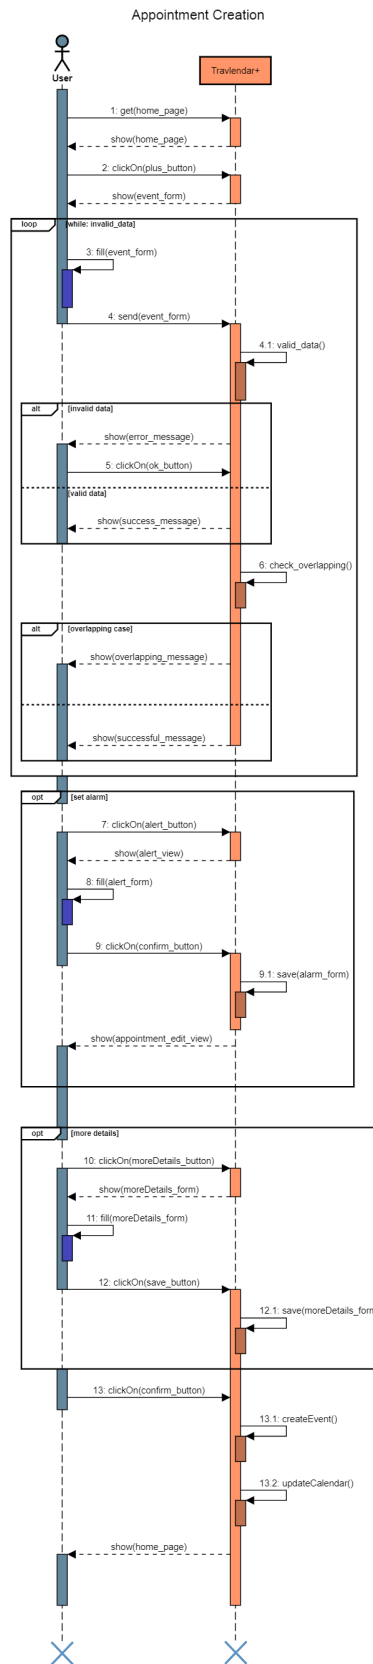 Appointment Creation
User
Travlendar+
1: get(home_page)
show(home_page)
2: clickOn(plus_button)
show(event_form)
loop
[while: invalid_data]
3: fill(event_form)
4: send(event_form)
4.1: valid_data()
alt
[invalid data]
show(error_message)
5: clickOn(ok_button)
[valid data]
show(success_message)
6: check_overlapping()
alt
[overlapping case]
show(overlapping_message)
show(successful_message)
opt
[set alarm]
7: clickOn(alert_button)
show(alert_view)
8: fill(alert_form)
9: clickOn(confirm_button)
9.1: save(alarm_form)
show(appointment_edit_view)
opt
[more details]
10: clickOn(moreDetails_button)
show(moreDetails_form)
11: fill(moreDetails_form)
12: clickOn(save_button)
12.1: save(moreDetails_form
13: clickOn(confirm_button)
13.1: createEvent()
13.2: updateCalendar()
show(home_page)